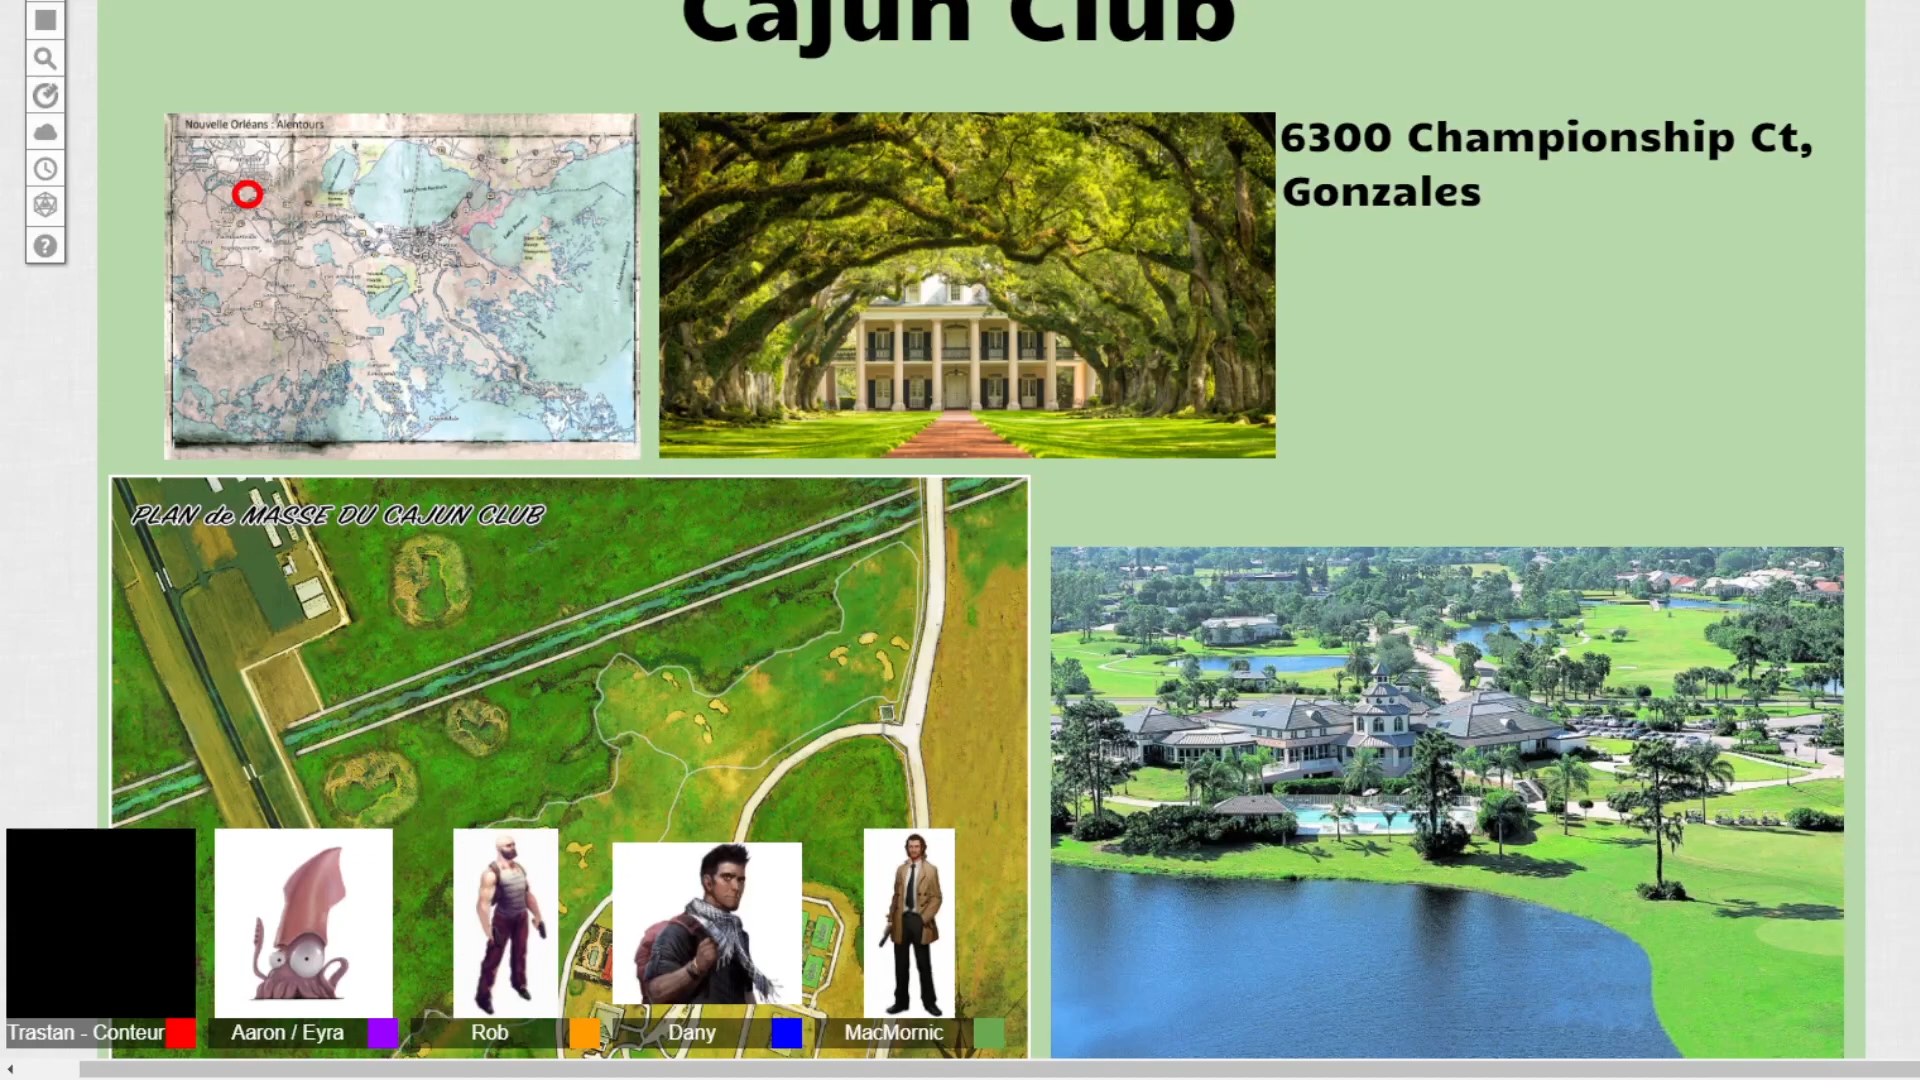 Cajun Club
Nouvelle Orléans : Alentours
6300 Championship Ct,
Gonzales
PLAN de MASSE DU CAJUN CLUB
Trastan - Conteur
Aaron / Eyra
Rob
Dany
MacMornic